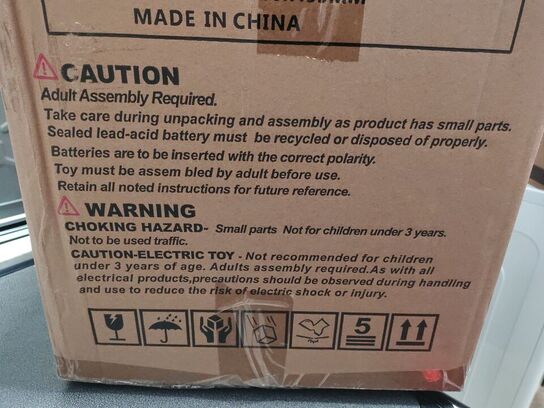 MADE IN CHINA
CAUTION
Adult Assembly Required.
Take care during unpacking and assembly as product has small parts.
Sealed lead-acid battery must be recycled or disposed of properly.
Batteries are to be inserted with the correct polarity.
Toy must be assem bled by adult before use.
Retain all noted instructions for future reference.
WARNING
CHOKING HAZARD- Small parts Not for children under 3 years.
Not to be used traffic.
CAUTION-ELECTRIC TOY - Not recommended for children
under 3 years of age. Adults assembly required.As with all
electrical products,precautions should be observed during handling
and use to reduce the risk of electric shock or injury.
5